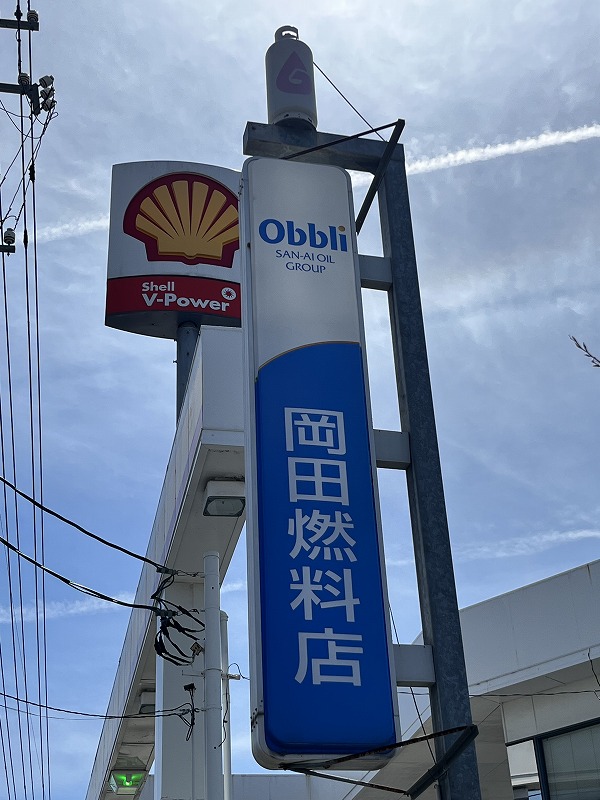 Shell
V-Power
Obbli
SAN-AI OIL
GROUP
岡田燃料店